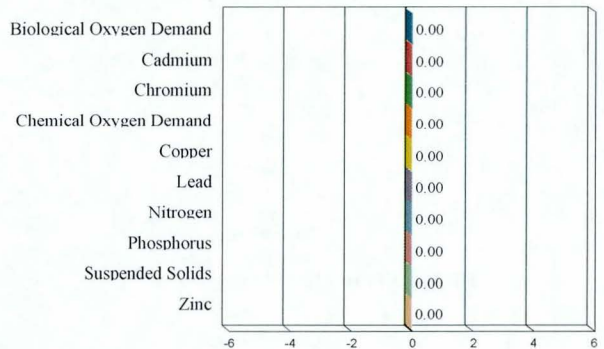 Biological Oxygen Demand 0.00
Cadmium 0.00
Chromium 0.00
Chemical Oxygen Demand 0.00
Copper 0.00
Lead 0.00
Nitrogen 0.00
Phosphorus 0.00
Suspended Solids 0.00
Zinc 0.00
-6 -4 -2 0 2 4 6